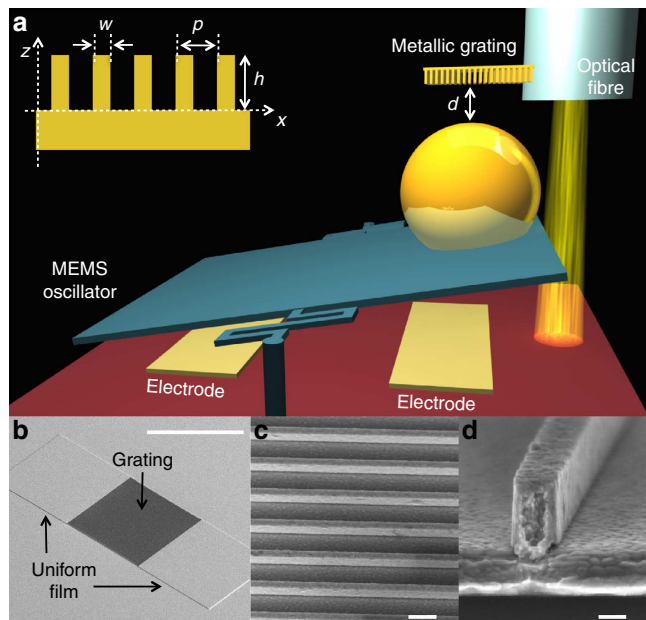 a
w
p
z
h
x
Metallic grating
Optical
fibre
d
MEMS
oscillator
Electrode
Electrode
b
Grating
Uniform
film
c
d